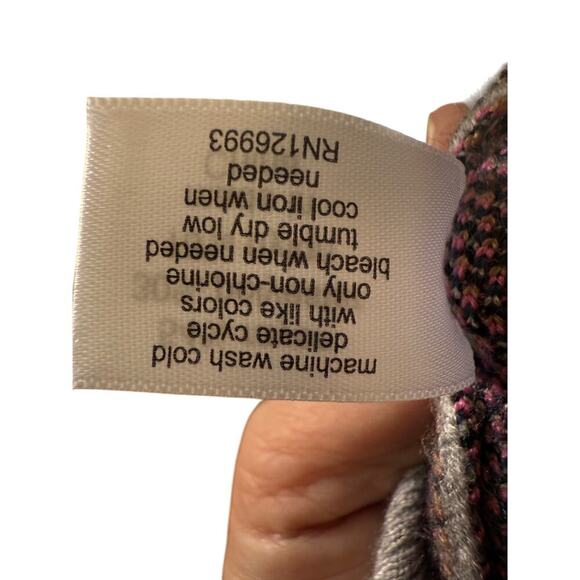 machine wash cold
delicate cycle
with like colors
only non-chlorine
bleach when needed
tumble dry low
cool iron when
needed
RN126993